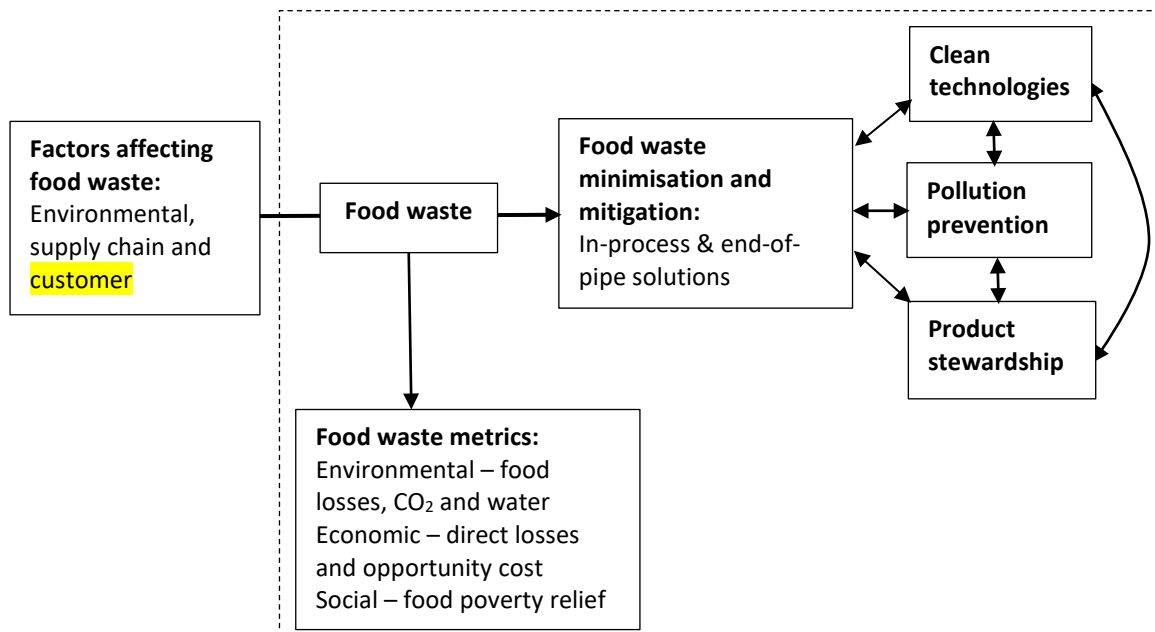 Factors affecting
food waste:
Environmental,
supply chain and
customer
Food waste
Food waste
minimisation and
mitigation:
In-process & end-of-
pipe solutions
Clean
technologies
Pollution
prevention
Product
stewardship
Food waste metrics:
Environmental – food
losses, CO₂ and water
Economic – direct losses
and opportunity cost
Social – food poverty relief